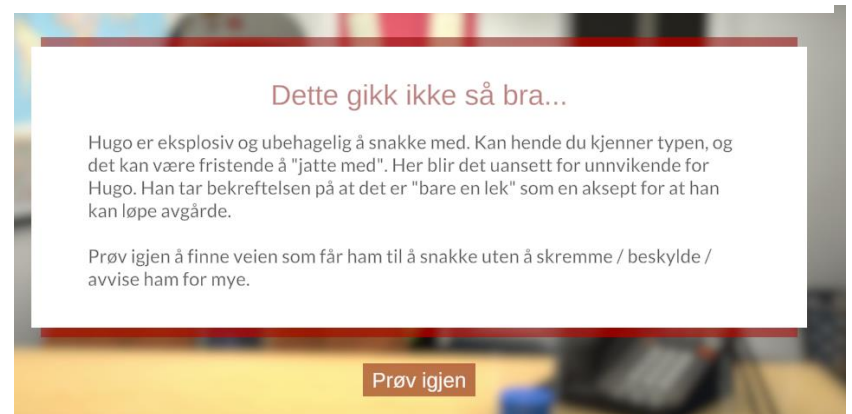 Dette gikk ikke så bra...
Hugo er eksplosiv og ubehagelig å snakke med. Kan hende du kjenner typen, og
det kan være fristende å "jatte med". Her blir det uansett for unnvikende for
Hugo. Han tar bekreftelsen på at det er "bare en lek" som en aksept for at han
kan løpe avgårde.
Prøv igjen å finne veien som får ham til å snakke uten å skremme / beskylde /
avvise ham for mye.
Prøv igjen